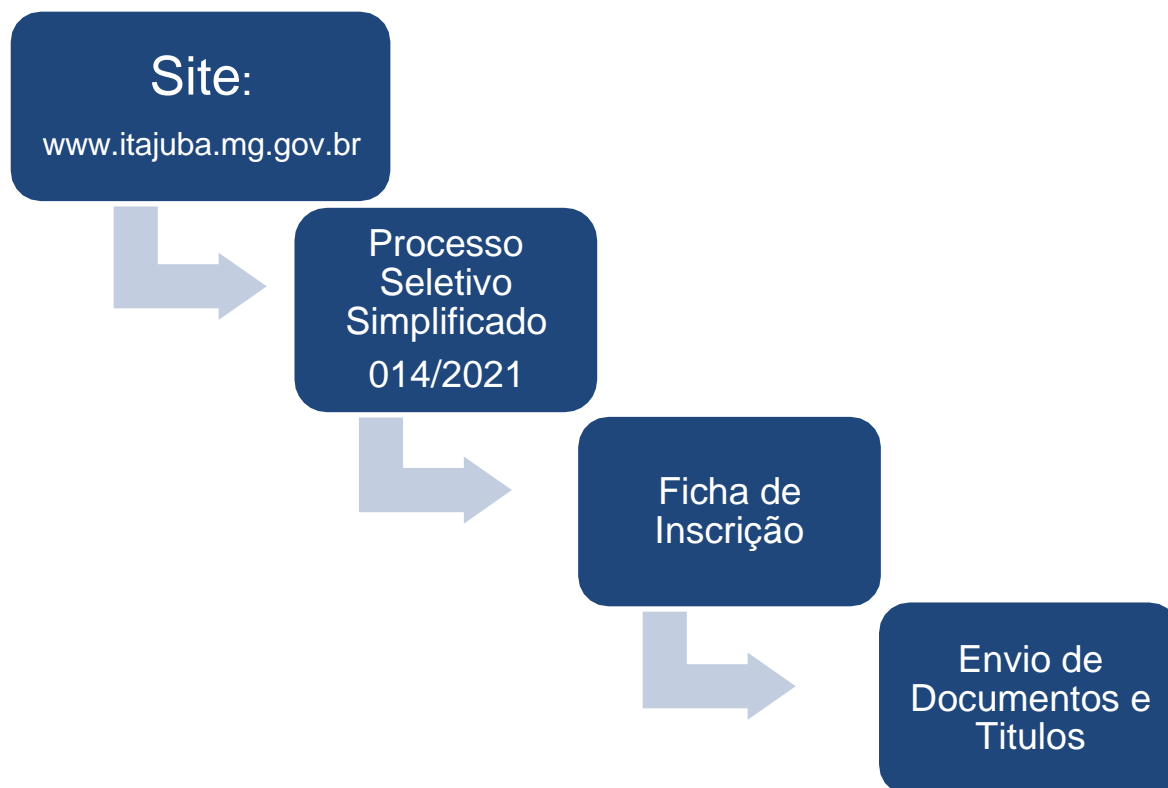 Site:
www.itajuba.mg.gov.br
Processo
Seletivo
Simplificado
014/2021
Ficha de
Inscrição
Envio de
Documentos e
Titulos